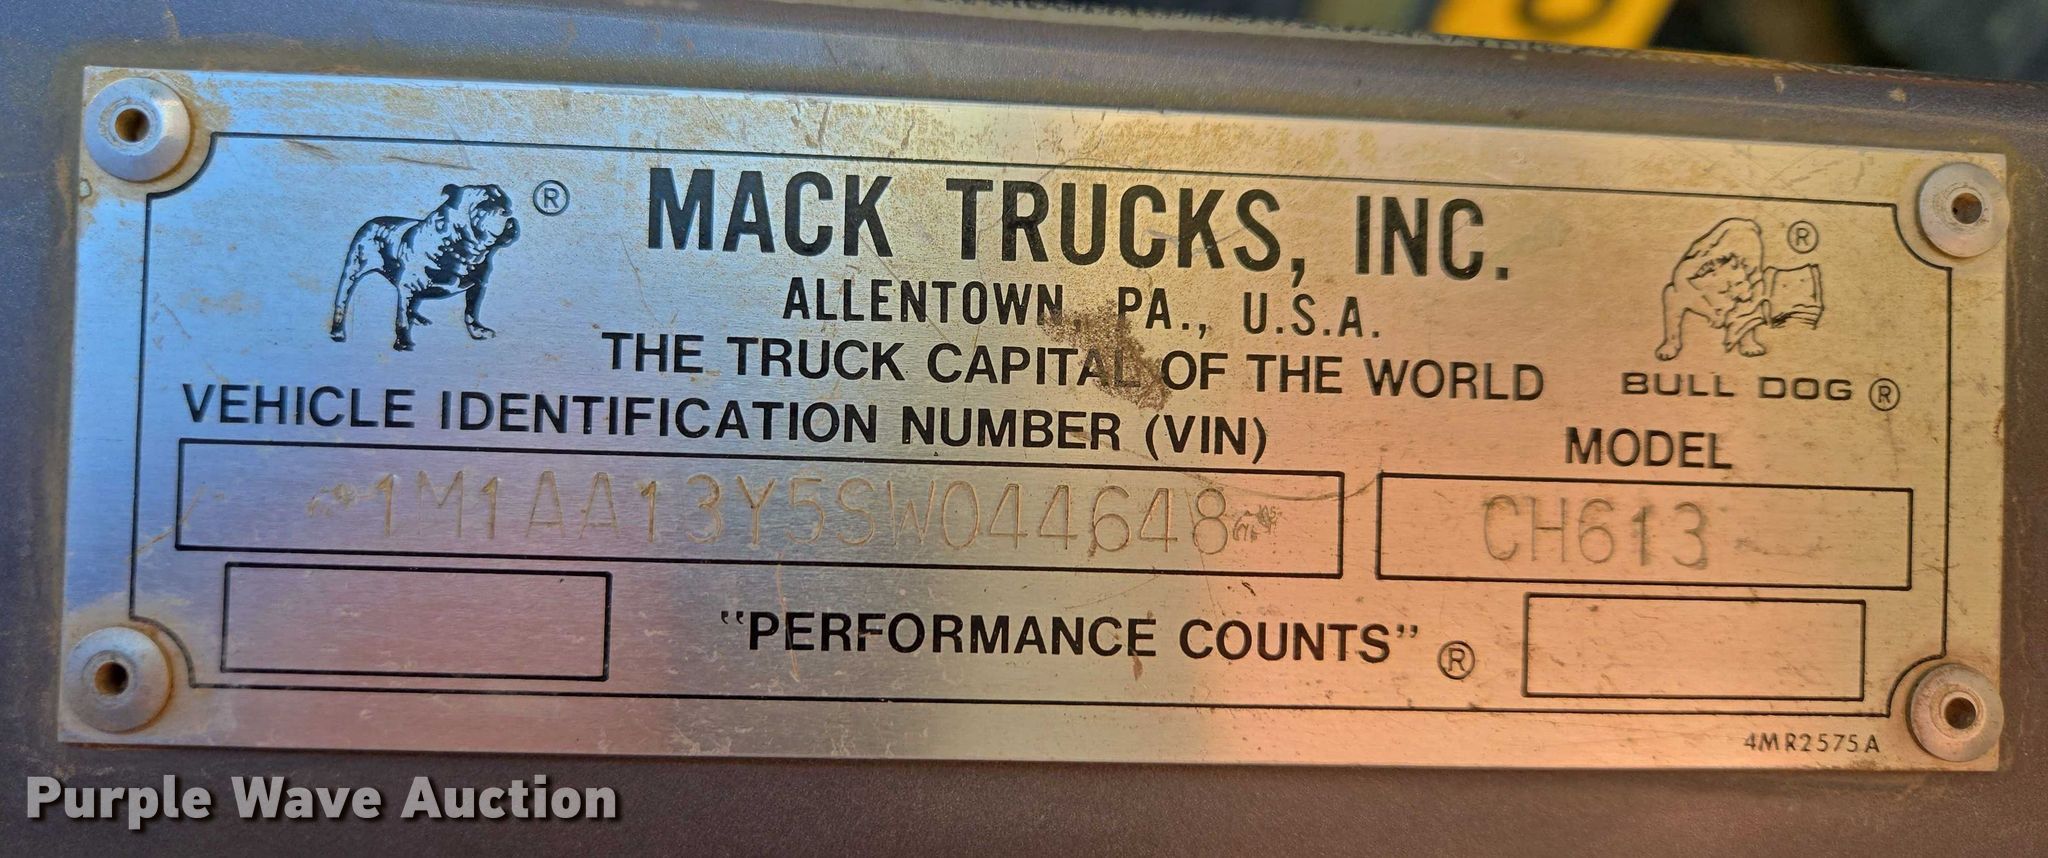 MACK TRUCKS, INC.
ALLENTOWN, PA., U.S.A.
THE TRUCK CAPITAL OF THE WORLD
BULL DOG ®
®
®
VEHICLE IDENTIFICATION NUMBER (VIN)
MODEL
1M1AA13Y5SW044648
CH613
"PERFORMANCE COUNTS" ®
4MR2575A
Purple Wave Auction